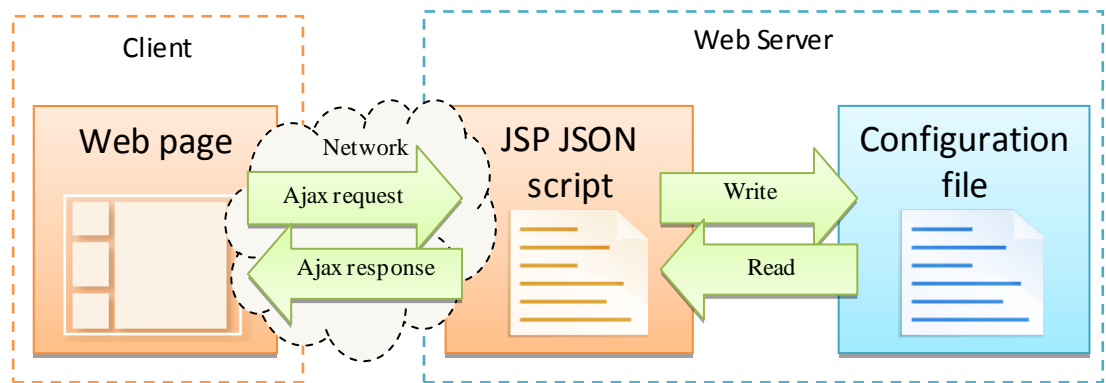 Client
Web Server
Web page
Network
Ajax request
Ajax response
JSP JSON
script
Write
Read
Configuration
file